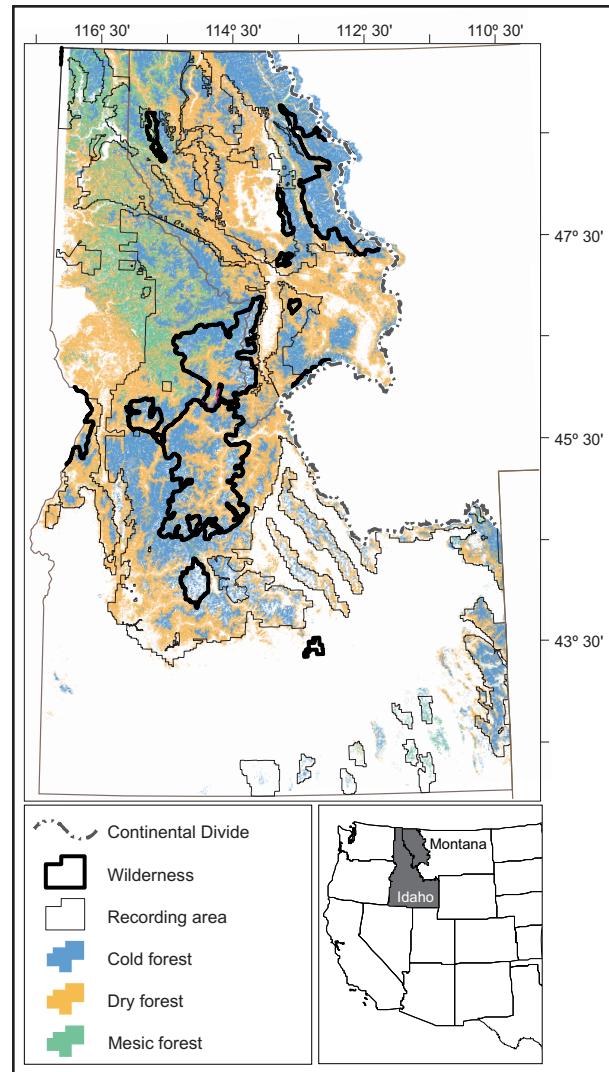 116º 30' 114º 30' 112º 30' 110º 30'
47º 30'
45º 30'
43º 30'
Continental Divide
Wilderness
Recording area
Cold forest
Dry forest
Mesic forest
Montana
Idaho